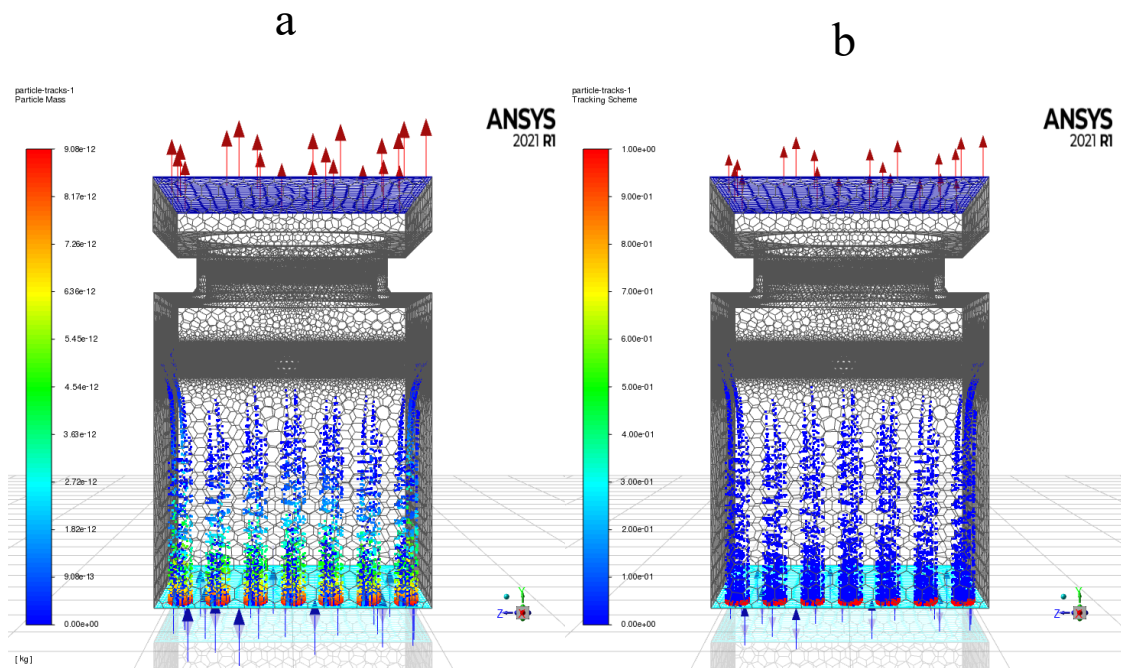 a
b
particle-tracks-1
Particle Mass
ANSYS
2021 R1
9.08e-12
8.17e-12
7.26e-12
6.36e-12
5.45e-12
4.54e-12
3.63e-12
2.72e-12
1.82e-12
9.08e-13
0.00e+00
[ kg ]
Y
Z
particle-tracks-1
Tracking Scheme
ANSYS
2021 R1
1.00e+00
9.00e-01
8.00e-01
7.00e-01
6.00e-01
5.00e-01
4.00e-01
3.00e-01
2.00e-01
1.00e-01
0.00e+00
Y
Z